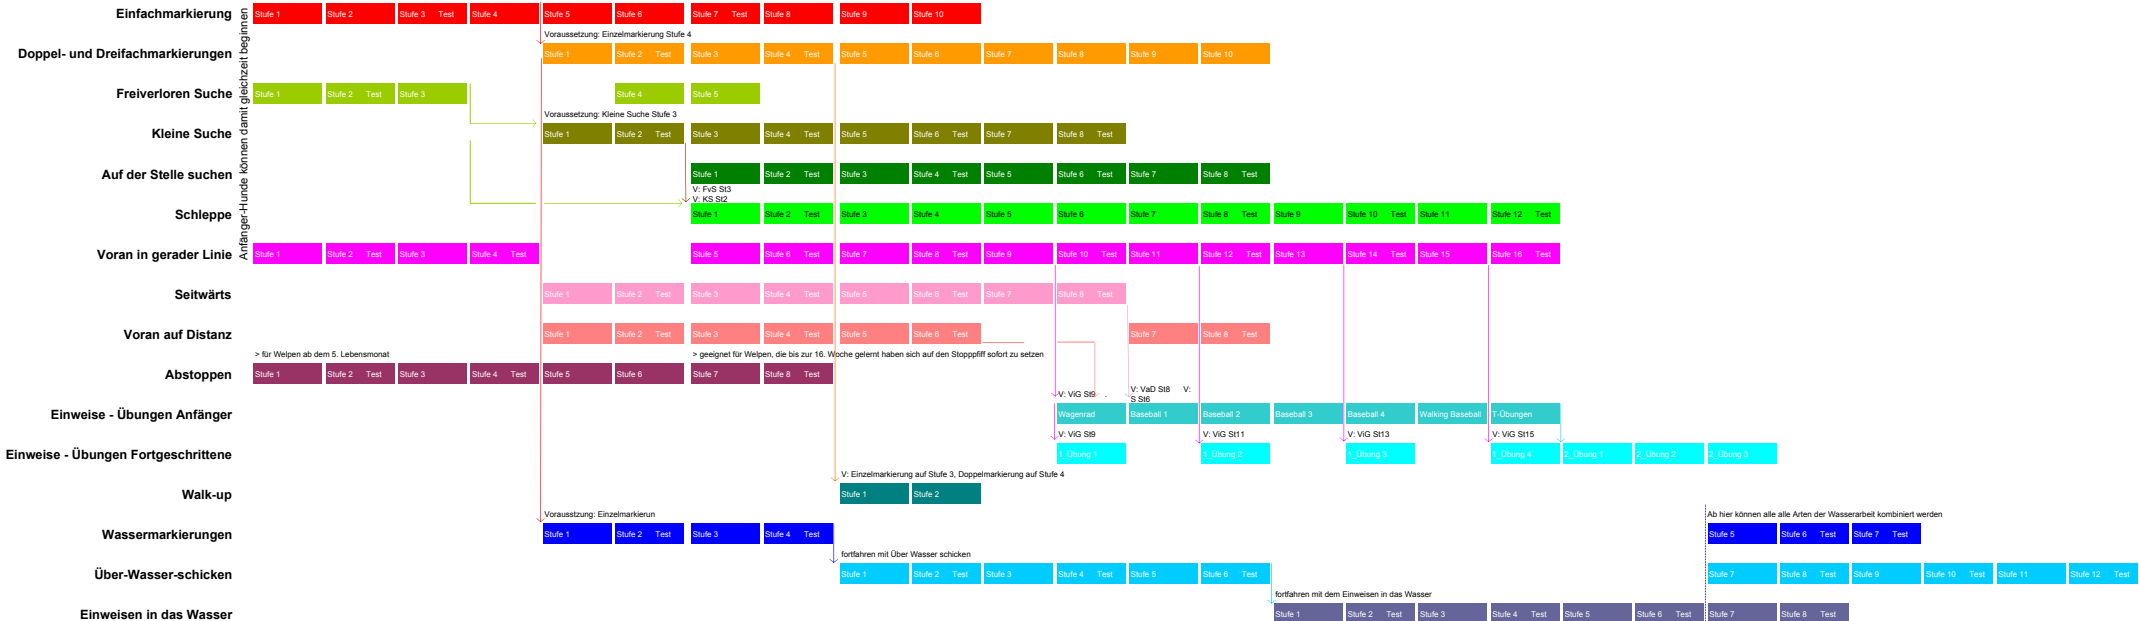 Einfachmarkierung Stufe 1 Stufe 2 Stufe 3 Test Stufe 4 Stufe 5 Stufe 6 Stufe 7 Test Stufe 8 Stufe 9 Stufe 10
Anfänger-Hunde können damit gleichzeit beginnen
Voraussetzung: Einzelmarkierung Stufe 4
Doppel- und Dreifachmarkierungen Stufe 1 Stufe 2 Test Stufe 3 Stufe 4 Test Stufe 5 Stufe 6 Stufe 7 Stufe 8 Stufe 9 Stufe 10
Freiverloren Suche Stufe 1 Stufe 2 Test Stufe 3 Stufe 4 Stufe 5
Voraussetzung: Kleine Suche Stufe 3
Kleine Suche Stufe 1 Stufe 2 Test Stufe 3 Stufe 4 Test Stufe 5 Stufe 6 Test Stufe 7 Stufe 8 Test
Auf der Stelle suchen Stufe 1 Stufe 2 Test Stufe 3 Stufe 4 Test Stufe 5 Stufe 6 Test Stufe 7 Stufe 8 Test
V: FvS St3
V: KS St2
Schleppe Stufe 1 Stufe 2 Test Stufe 3 Stufe 4 Stufe 5 Stufe 6 Stufe 7 Stufe 8 Test Stufe 9 Stufe 10 Test Stufe 11 Stufe 12 Test
Voran in gerader Linie Stufe 1 Stufe 2 Test Stufe 3 Stufe 4 Test Stufe 5 Stufe 6 Test Stufe 7 Stufe 8 Test Stufe 9 Stufe 10 Test Stufe 11 Stufe 12 Test Stufe 13 Stufe 14 Test Stufe 15 Stufe 16 Test
Seitwärts Stufe 1 Stufe 2 Test Stufe 3 Stufe 4 Test Stufe 5 Stufe 6 Test Stufe 7 Stufe 8 Test
Voran auf Distanz Stufe 1 Stufe 2 Test Stufe 3 Stufe 4 Test Stufe 5 Stufe 6 Test Stufe 7 Stufe 8 Test
> für Welpen ab dem 5. Lebensmonat > geeignet für Welpen, die bis zur 16. Woche gelernt haben sich auf den Stopppfiff sofort zu setzen
Abstoppen Stufe 1 Stufe 2 Test Stufe 3 Stufe 4 Test Stufe 5 Stufe 6 Stufe 7 Stufe 8 Test
V: ViG St9 . V: VaD St8 V:
S St6
Einweise - Übungen Anfänger Wagenrad Baseball 1 Baseball 2 Baseball 3 Baseball 4 Walking Baseball T-Übungen
V: ViG St9 V: ViG St11 V: ViG St13 V: ViG St15
Einweise - Übungen Fortgeschrittene 1_Übung 1 1_Übung 2 1_Übung 3 1_Übung 4 2_Übung 1 2_Übung 2 2_Übung 3
V: Einzelmarkierung auf Stufe 3, Doppelmarkierung auf Stufe 4
Walk-up Stufe 1 Stufe 2
Vorausstzung: Einzelmarkierun Ab hier können alle alle Arten der Wasserarbeit kombiniert werden
Wassermarkierungen Stufe 1 Stufe 2 Test Stufe 3 Stufe 4 Test Stufe 5 Stufe 6 Test Stufe 7 Test
fortfahren mit Über Wasser schicken
Über-Wasser-schicken Stufe 1 Stufe 2 Test Stufe 3 Stufe 4 Test Stufe 5 Stufe 6 Test Stufe 7 Stufe 8 Test Stufe 9 Stufe 10 Test Stufe 11 Stufe 12 Test
fortfahren mit dem Einweisen in das Wasser
Einweisen in das Wasser Stufe 1 Stufe 2 Test Stufe 3 Stufe 4 Test Stufe 5 Stufe 6 Test Stufe 7 Stufe 8 Test